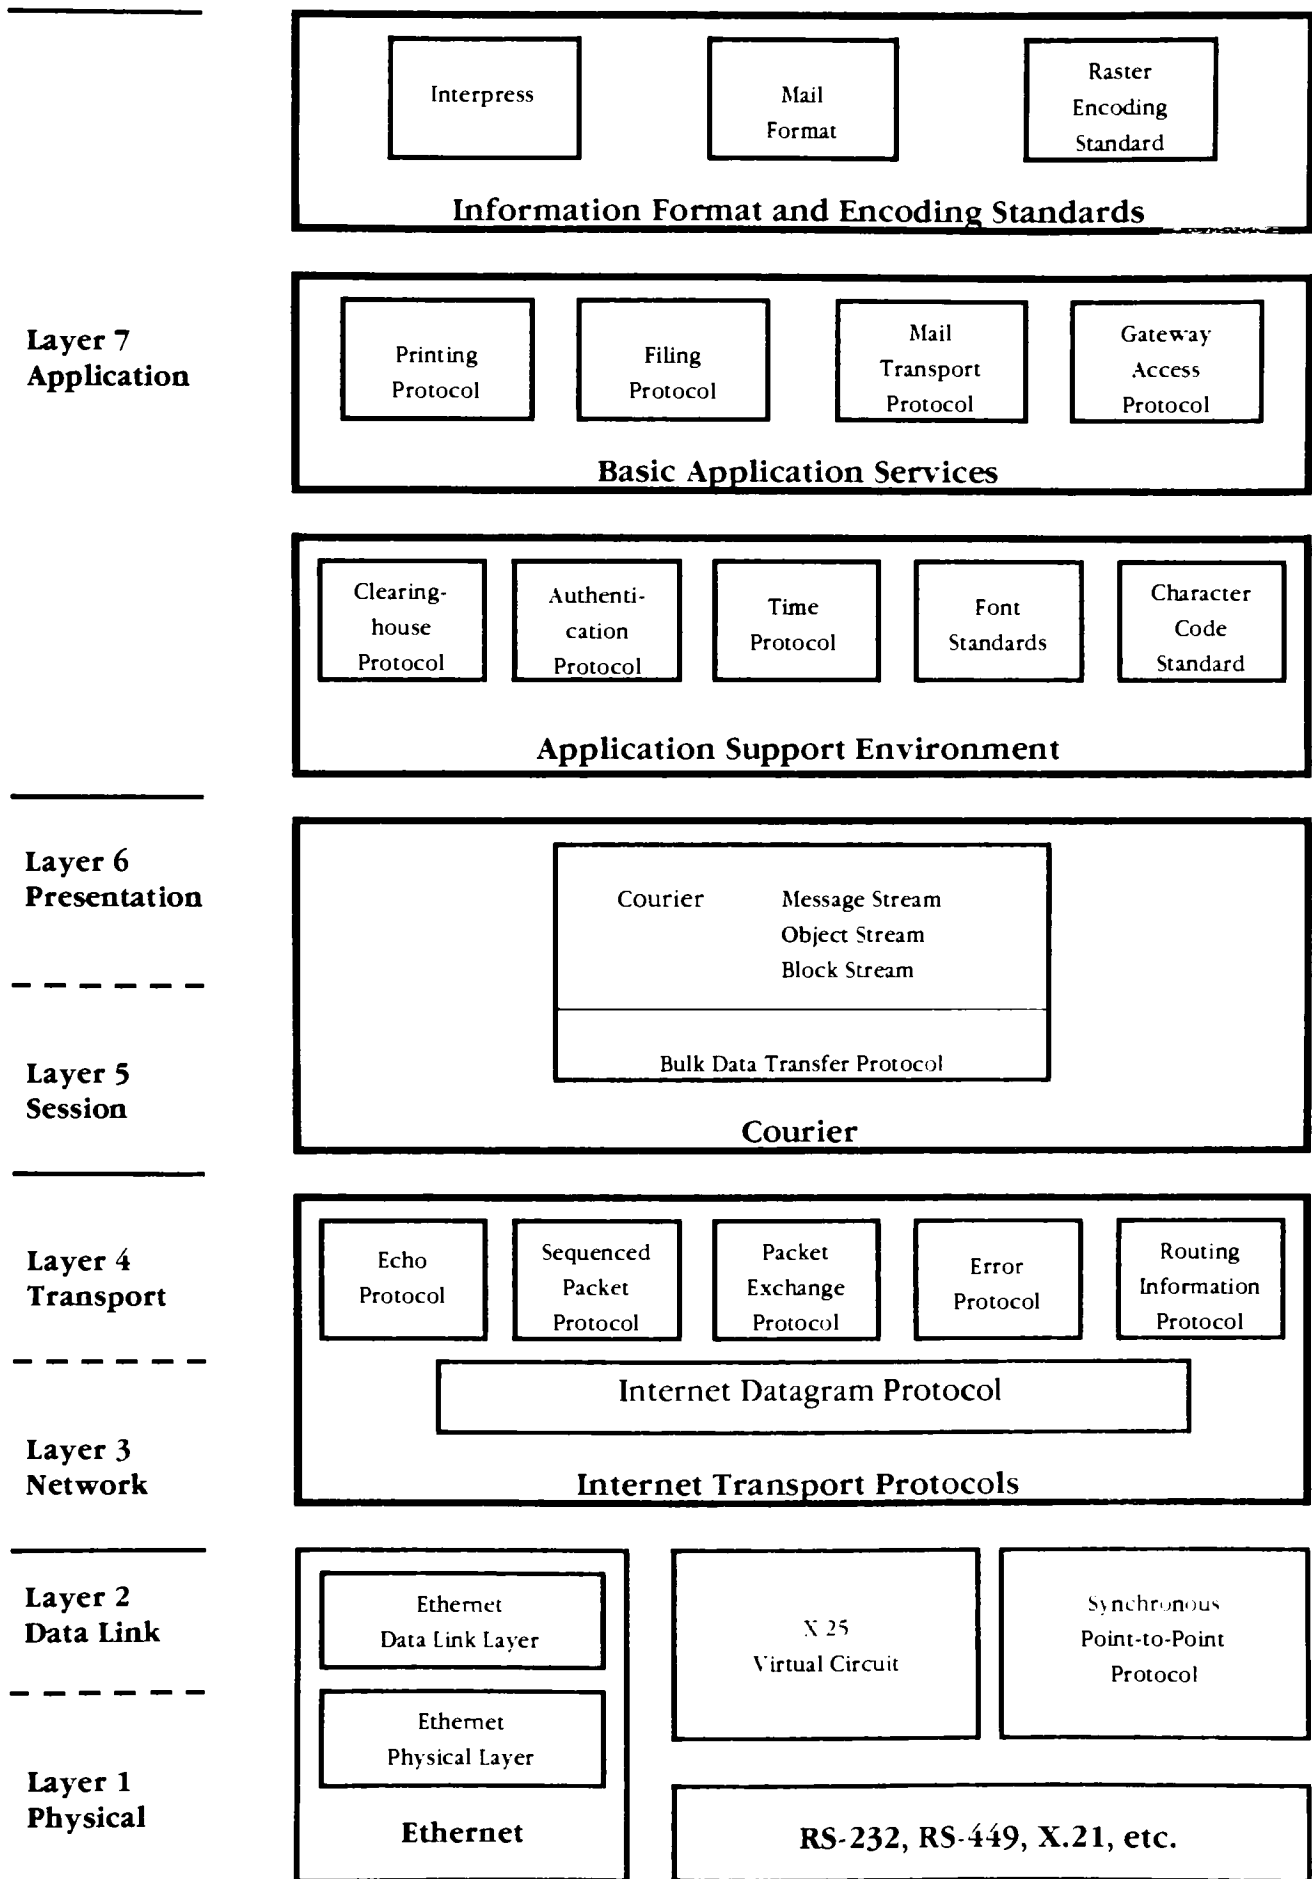 Interpress
Mail
Format
Raster
Encoding
Standard
Information Format and Encoding Standards
Layer 7
Application
Printing
Protocol
Filing
Protocol
Mail
Transport
Protocol
Gateway
Access
Protocol
Basic Application Services
Clearing-
house
Protocol
Authenti-
cation
Protocol
Time
Protocol
Font
Standards
Character
Code
Standard
Application Support Environment
Layer 6
Presentation
Courier
Message Stream
Object Stream
Block Stream
Bulk Data Transfer Protocol
Layer 5
Session
Courier
Layer 4
Transport
Echo
Protocol
Sequenced
Packet
Protocol
Packet
Exchange
Protocol
Error
Protocol
Routing
Information
Protocol
Internet Datagram Protocol
Layer 3
Network
Internet Transport Protocols
Layer 2
Data Link
Ethernet
Data Link Layer
X 25
Virtual Circuit
Synchronous
Point-to-Point
Protocol
Ethernet
Physical Layer
Layer 1
Physical
Ethernet
RS-232, RS-449, X.21, etc.